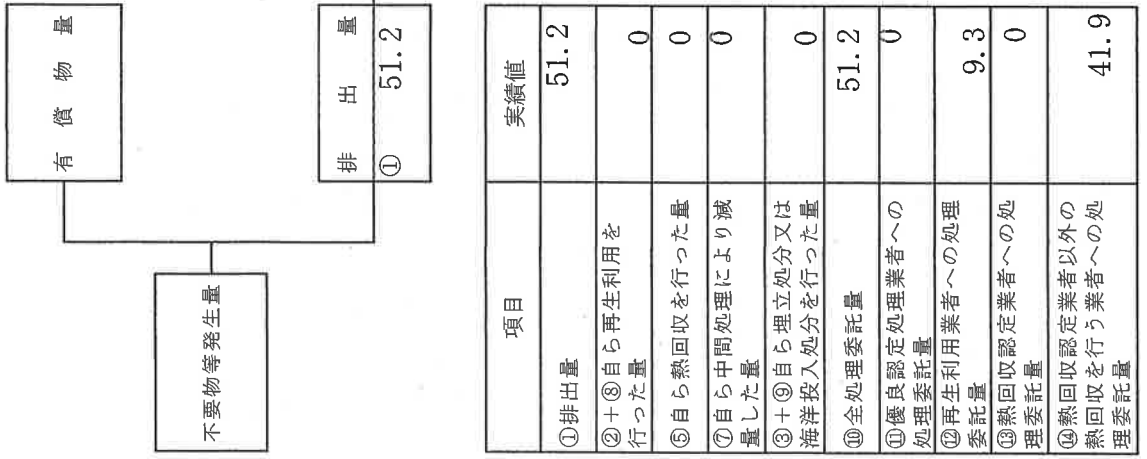 有償物量
不要物等発生量
排出量
① 51.2
項目 実績値
①排出量 51.2
②+⑧自ら再生利用を
行った量 0
⑤自ら熱回収を行った量 0
⑦自ら中間処理により減
量した量 0
③+⑨自ら埋立処分又は
海洋投入処分を行った量 0
⑩全処理委託量 51.2
⑪優良認定処理業者への
処理委託量 0
⑫再生利用業者への処理
委託量 9.3
⑬熱回収認定業者への処
理委託量 0
⑭熱回収認定業者以外の
熱回収を行う業者への処
理委託量 41.9